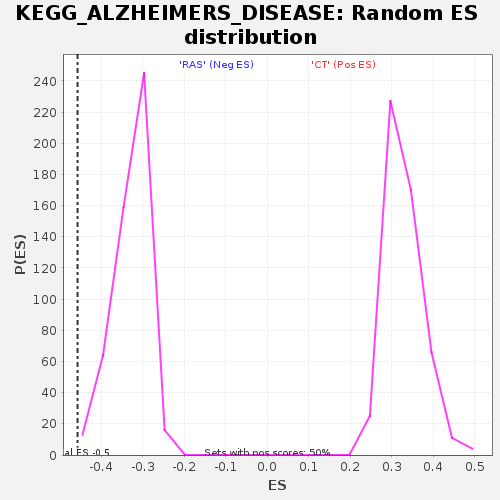 KEGG_ALZHEIMERS_DISEASE: Random ES
distribution
'RAS' (Neg ES)
'CT' (Pos ES)
P(ES)
240
220
200
180
160
140
120
100
80
60
40
20
0
al ES -0.5
Sets with pos scores: 50%
-0.4
-0.3
-0.2
-0.1
0.0
0.1
0.2
0.3
0.4
0.5
ES